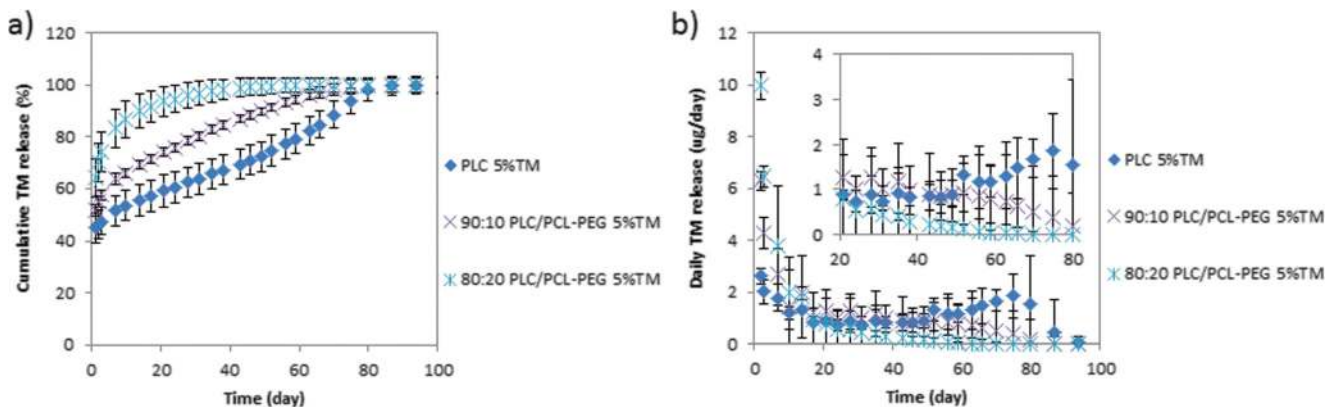 a)
Cumulative TM release (%)
120
100
80
60
40
20
0
0 20 40 60 80 100
Time (day)
PLC 5%TM
90:10 PLC/PCL-PEG 5%TM
80:20 PLC/PCL-PEG 5%TM
b)
Daily TM release (ug/day)
12
10
8
6
4
2
0
0 20 40 60 80 100
Time (day)
4
3
2
1
0
20 40 60 80
PLC 5%TM
90:10 PLC/PCL-PEG 5%TM
80:20 PLC/PCL-PEG 5%TM